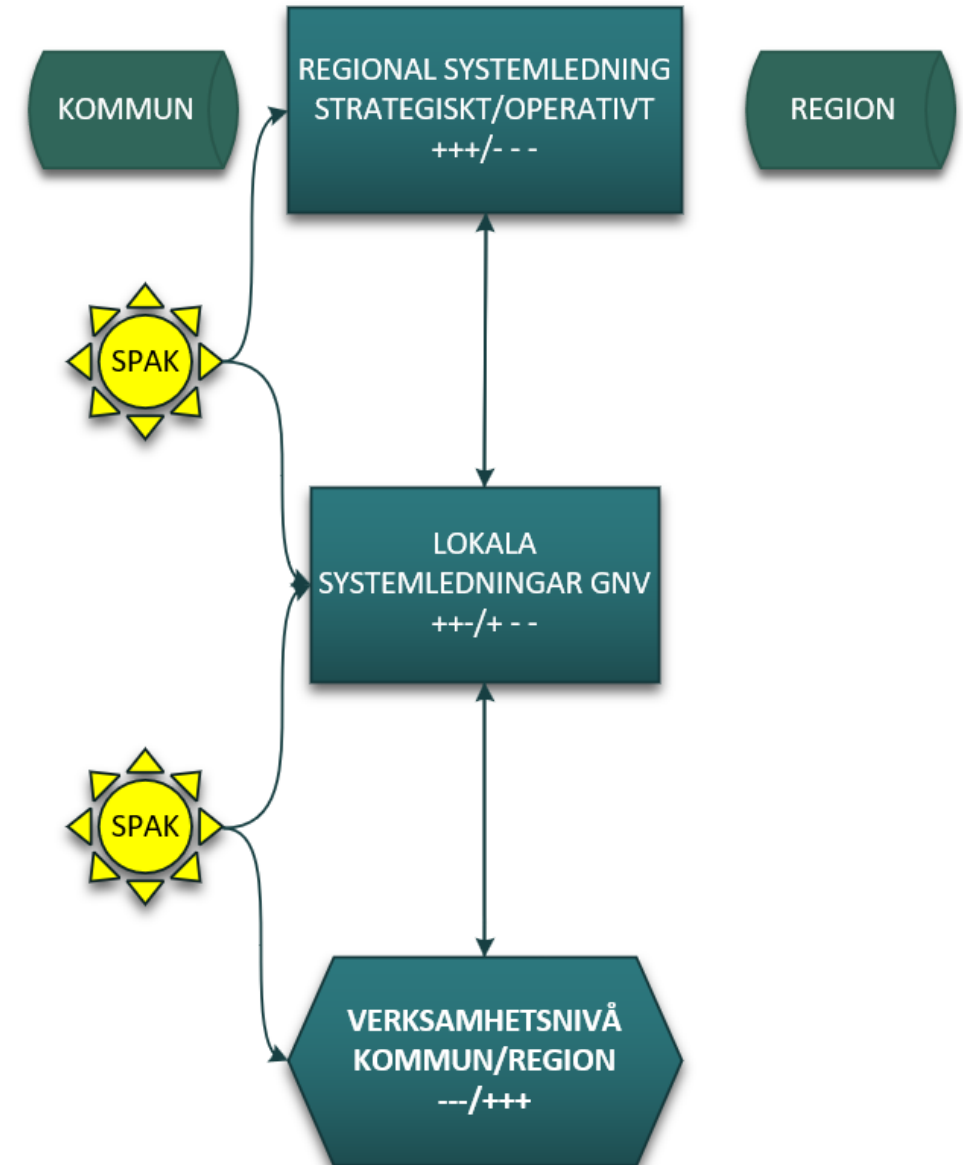 KOMMUN
REGIONAL SYSTEMLEDNING
STRATEGISKT/OPERATIVT
+++/- - -
REGION
SPAK
LOKALA
SYSTEMLEDNINGAR GNV
++-/+ - -
SPAK
VERKSAMHETSNIVÅ
KOMMUN/REGION
---/+++